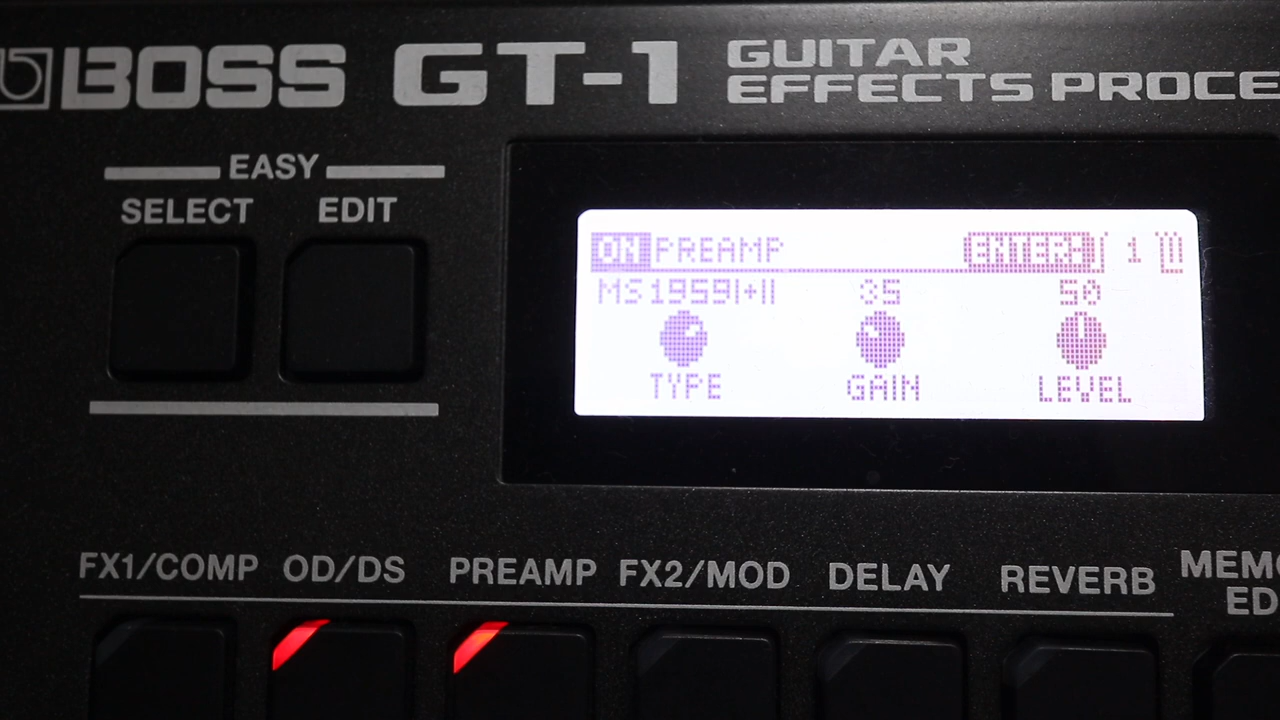 BOSS GT-1 GUITAR
EFFECTS PROCE
EASY
SELECT EDIT
ON PREAMP ENTER 1
MS1959I+II 35 50
TYPE GAIN LEVEL
FX1/COMP OD/DS PREAMP FX2/MOD DELAY REVERB MEMO
ED